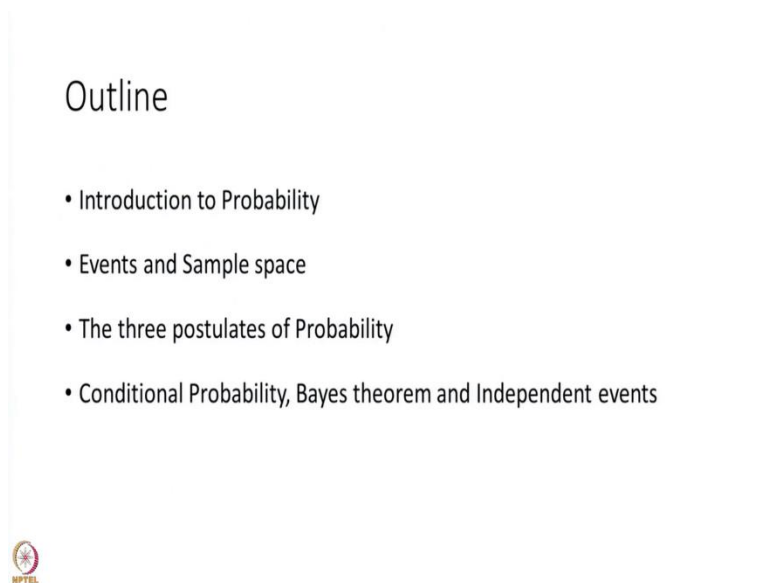 Outline
• Introduction to Probability
• Events and Sample space
• The three postulates of Probability
• Conditional Probability, Bayes theorem and Independent events
NPTEL